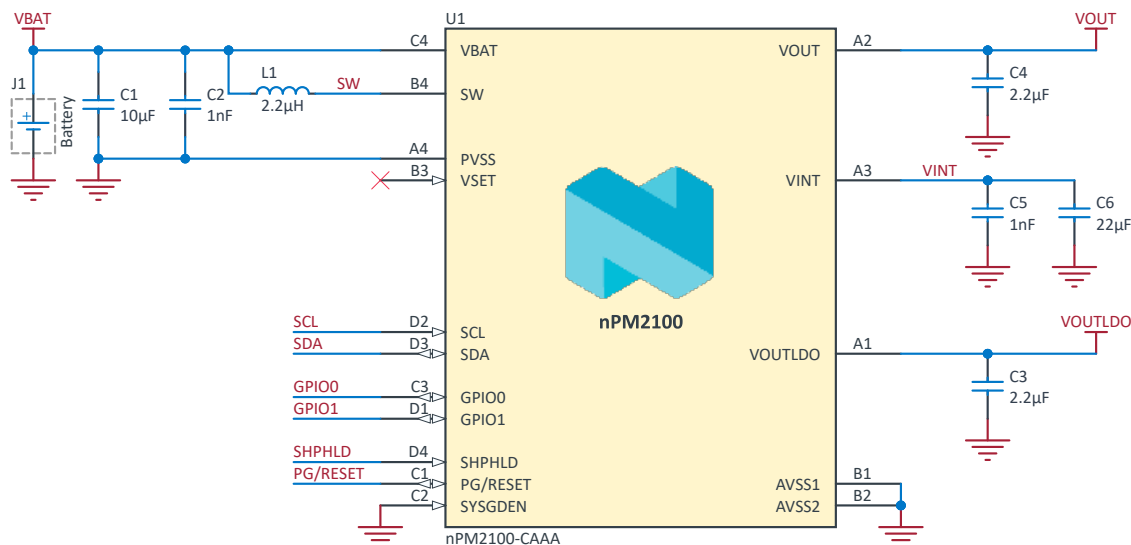 VBAT
U1
VOUT
C4
VBAT
VOUT
A2
J1
+
Battery
C1
10µF
C2
1nF
L1
2.2µH
SW
B4
SW
C4
2.2µF
A4
PVSS
B3
VSET
VINT
A3
VINT
C5
1nF
C6
22µF
nPM2100
SCL
D2
SCL
SDA
D3
SDA
VOUTLDO
A1
VOUTLDO
C3
2.2µF
GPIO0
C3
GPIO0
GPIO1
D1
GPIO1
SHPHLD
D4
SHPHLD
PG/RESET
C1
PG/RESET
C2
SYSGDEN
AVSS1
B1
AVSS2
B2
nPM2100-CAAA